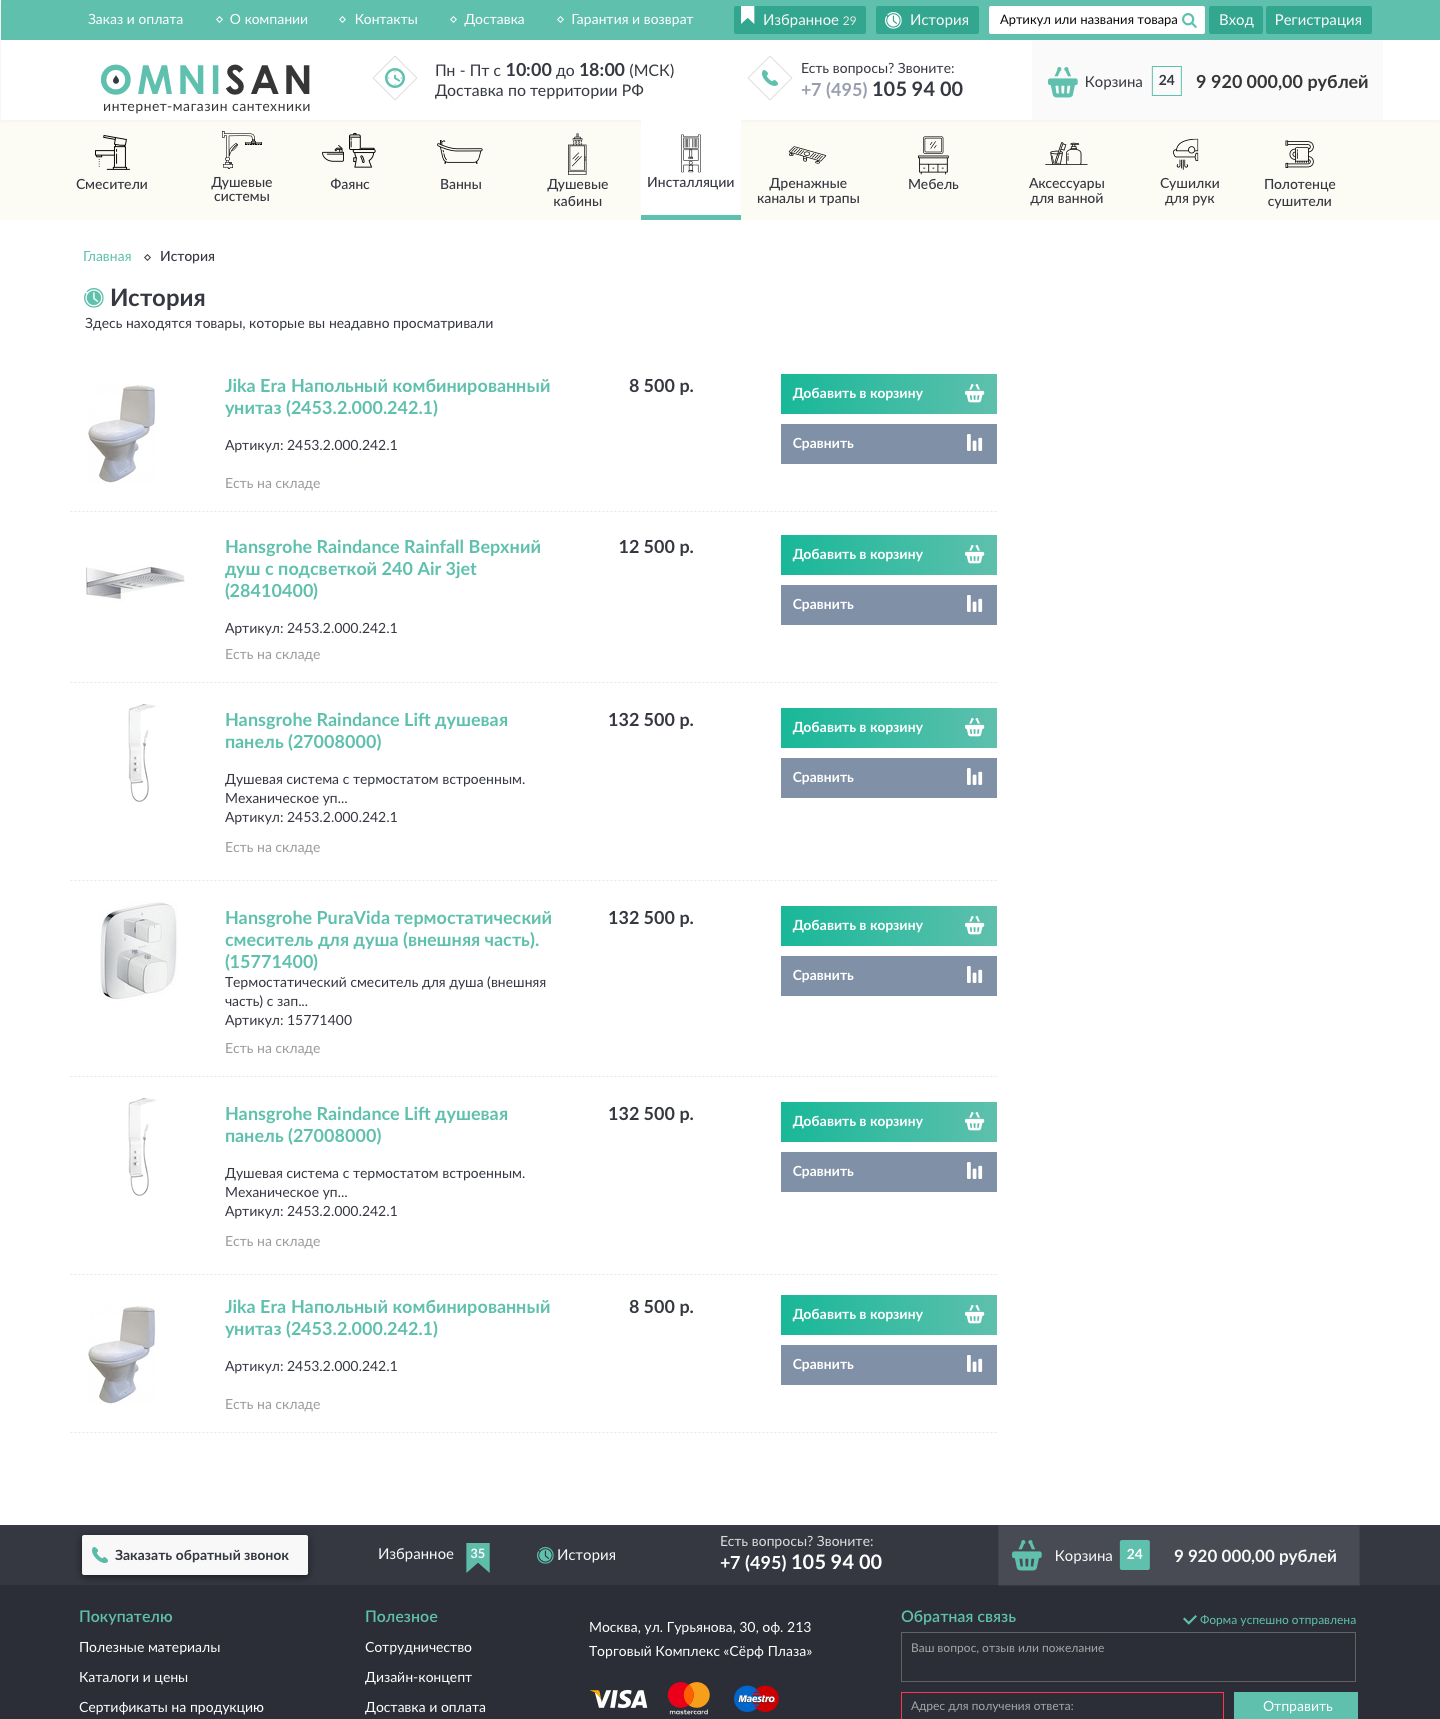 Заказ и оплата
О компании
Контакты
Доставка
Гарантия и возврат
Избранное 29
История
Артикул или названия товара
Вход
Регистрация
OMNISAN
интернет-магазин сантехники
Пн - Пт с 10:00 до 18:00 (МСК)
Доставка по территории РФ
Есть вопросы? Звоните:
+7 (495) 105 94 00
Корзина
24
9 920 000,00 рублей
Смесители
Душевые
системы
Фаянс
Ванны
Душевые
кабины
Инсталляции
Дренажные
каналы и трапы
Мебель
Аксессуары
для ванной
Сушилки
для рук
Полотенце
сушители
Главная
История
История
Здесь находятся товары, которые вы неадавно просматривали
Jika Era Напольный комбинированный
унитаз (2453.2.000.242.1)
Артикул: 2453.2.000.242.1
Есть на складе
8 500 р.
Добавить в корзину
Сравнить
Hansgrohe Raindance Rainfall Верхний
душ с подсветкой 240 Air 3jet
(28410400)
Артикул: 2453.2.000.242.1
Есть на складе
12 500 р.
Добавить в корзину
Сравнить
Hansgrohe Raindance Lift душевая
панель (27008000)
Душевая система с термостатом встроенным.
Механическое уп...
Артикул: 2453.2.000.242.1
Есть на складе
132 500 р.
Добавить в корзину
Сравнить
Hansgrohe PuraVida термостатический
смеситель для душа (внешняя часть).
(15771400)
Термостатический смеситель для душа (внешняя
часть) с зап...
Артикул: 15771400
Есть на складе
132 500 р.
Добавить в корзину
Сравнить
Hansgrohe Raindance Lift душевая
панель (27008000)
Душевая система с термостатом встроенным.
Механическое уп...
Артикул: 2453.2.000.242.1
Есть на складе
132 500 р.
Добавить в корзину
Сравнить
Jika Era Напольный комбинированный
унитаз (2453.2.000.242.1)
Артикул: 2453.2.000.242.1
Есть на складе
8 500 р.
Добавить в корзину
Сравнить
Заказать обратный звонок
Избранное
35
История
Есть вопросы? Звоните:
+7 (495) 105 94 00
Корзина
24
9 920 000,00 рублей
Покупателю
Полезные материалы
Каталоги и цены
Сертификаты на продукцию
Полезное
Сотрудничество
Дизайн-концепт
Доставка и оплата
Москва, ул. Гурьянова, 30, оф. 213
Торговый Комплекс «Сёрф Плаза»
VISA
mastercard
Maestro
Обратная связь
Форма успешно отправлена
Ваш вопрос, отзыв или пожелание
Адрес для получения ответа:
Отправить